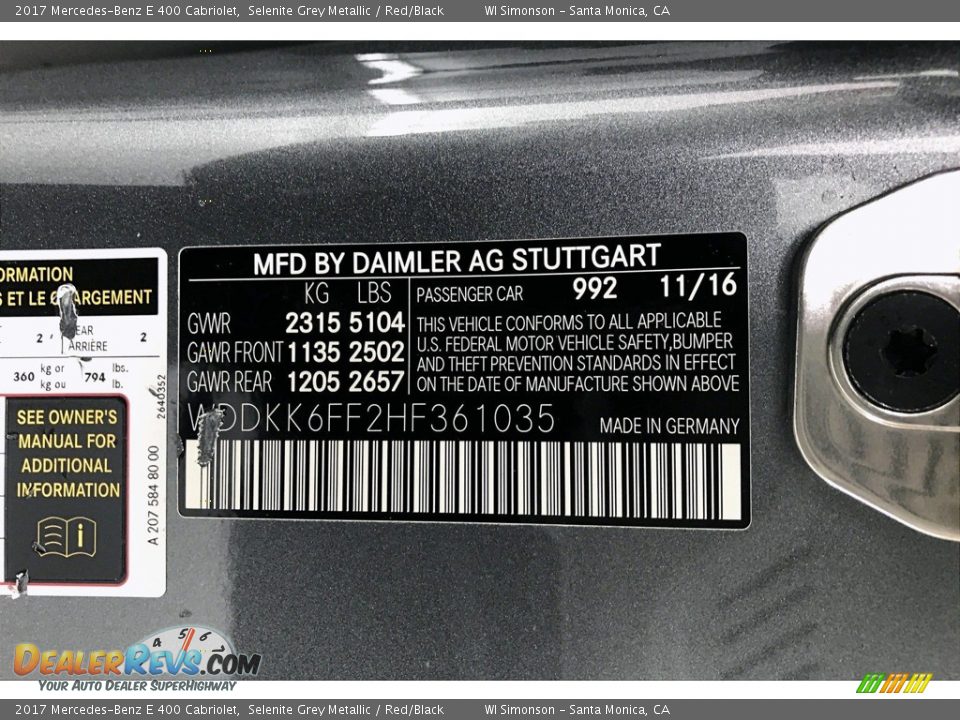 2017 Mercedes-Benz E 400 Cabriolet, Selenite Grey Metallic / Red/Black WI Simonson - Santa Monica, CA
ORMATION
ET LE ARGEMENT
2 2
ARRIÈRE
360 kg or 794 lbs.
kg ou lb.
SEE OWNER'S
MANUAL FOR
ADDITIONAL
INFORMATION
i
2640352
A 207 584 80 00
MFD BY DAIMLER AG STUTTGART
KG LBS
GVWR 2315 5104
GAWR FRONT 1135 2502
GAWR REAR 1205 2657
PASSENGER CAR 992 11/16
THIS VEHICLE CONFORMS TO ALL APPLICABLE
U.S. FEDERAL MOTOR VEHICLE SAFETY,BUMPER
AND THEFT PREVENTION STANDARDS IN EFFECT
ON THE DATE OF MANUFACTURE SHOWN ABOVE
WDDKK6FF2HF361035
MADE IN GERMANY
4 5 6
DEALERREVS.COM
YOUR AUTO DEALER SUPERHIGHWAY
2017 Mercedes-Benz E 400 Cabriolet, Selenite Grey Metallic / Red/Black WI Simonson - Santa Monica, CA